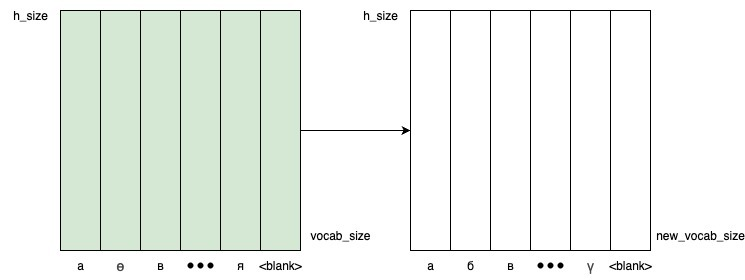 h_size
h_size
vocab_size
new_vocab_size
а ө в ••• я <blank>
а б в ••• ү <blank>